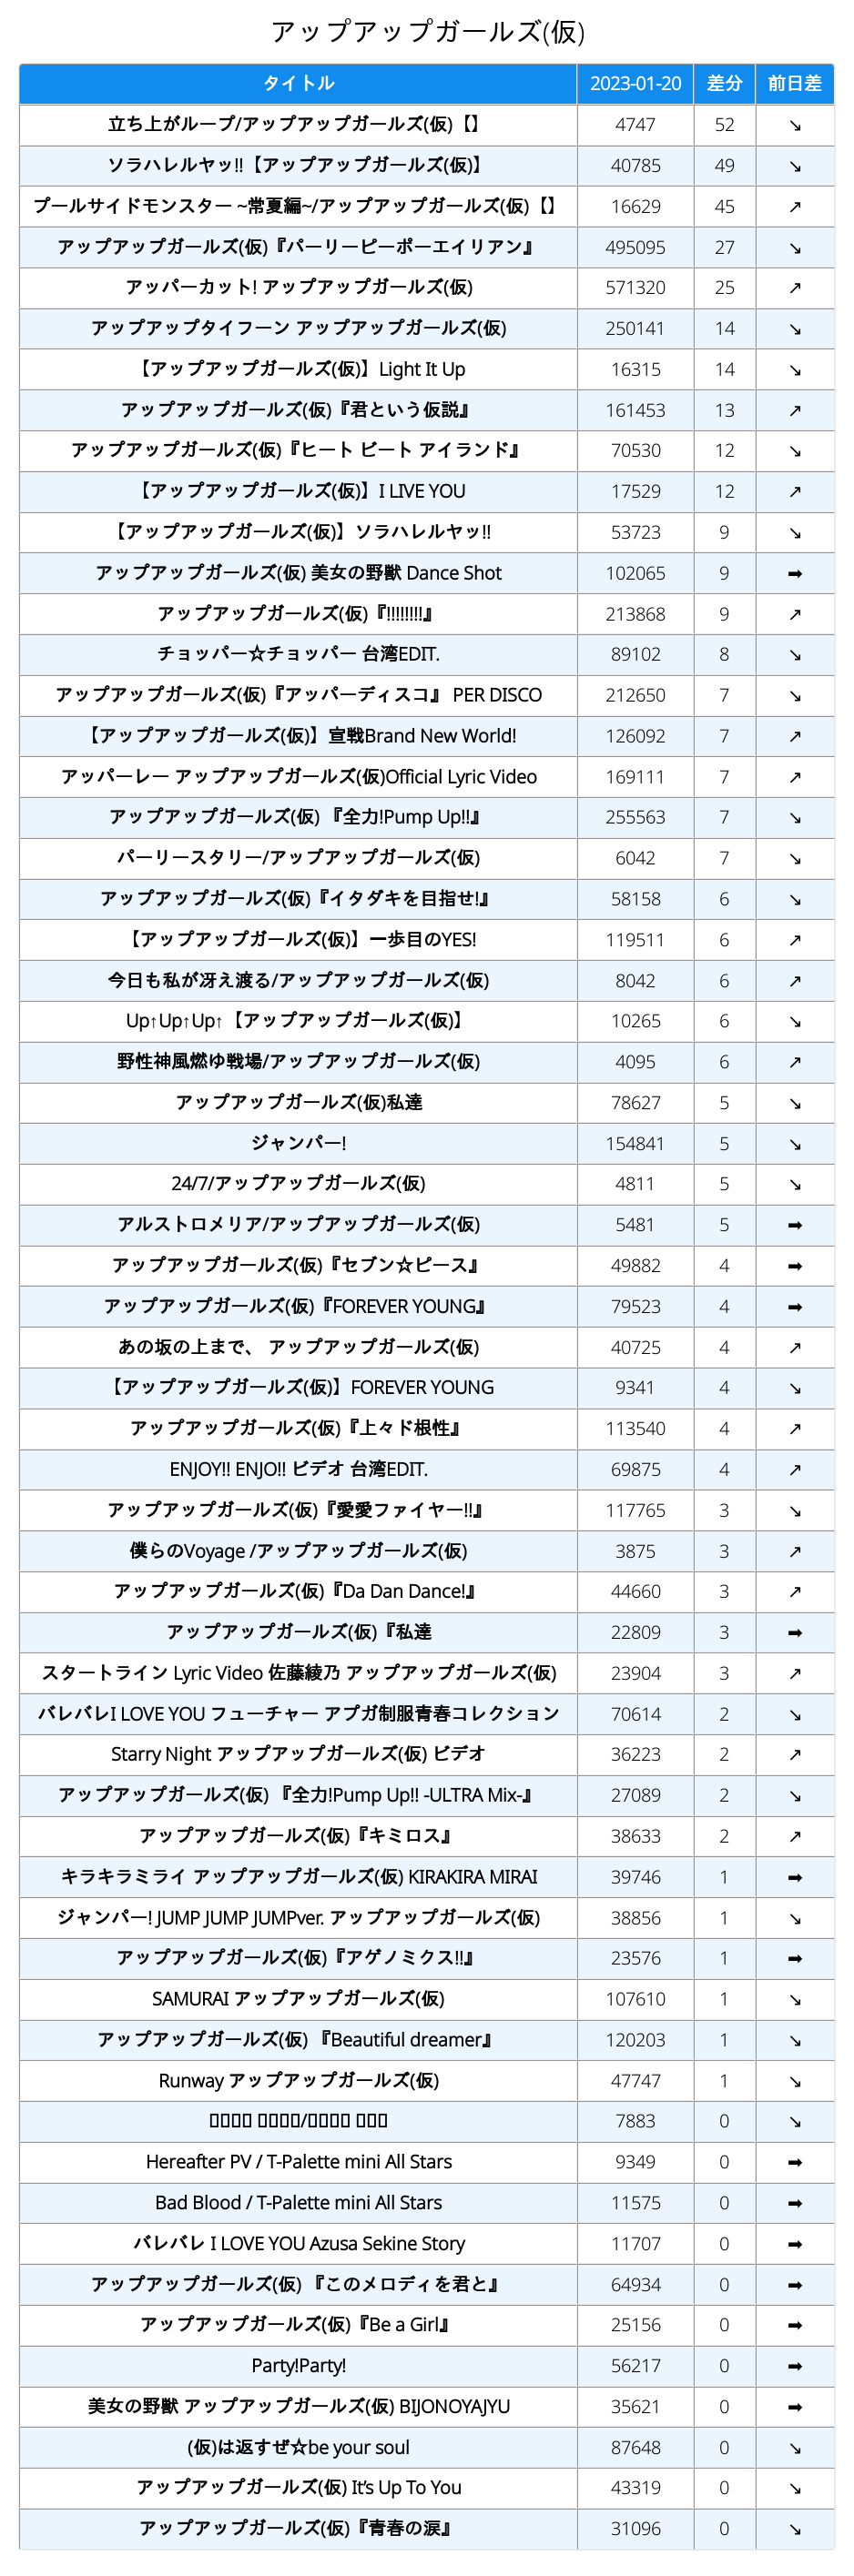 アップアップガールズ(仮)
タイトル 2023-01-20 差分 前日差
立ち上がループ/アップアップガールズ(仮)【】 4747 52 ↘
ソラハレルヤッ!!【アップアップガールズ(仮)】 40785 49 ↘
プールサイドモンスター ~常夏編~/アップアップガールズ(仮)【】 16629 45 ↗
アップアップガールズ(仮)『パーリーピーポーエイリアン』 495095 27 ↘
アッパーカット! アップアップガールズ(仮) 571320 25 ↗
アップアップタイフーン アップアップガールズ(仮) 250141 14 ↘
【アップアップガールズ(仮)】Light It Up 16315 14 ↘
アップアップガールズ(仮)『君という仮説』 161453 13 ↗
アップアップガールズ(仮)『ヒート ビート アイランド』 70530 12 ↘
【アップアップガールズ(仮)】I LIVE YOU 17529 12 ↗
【アップアップガールズ(仮)】ソラハレルヤッ!! 53723 9 ↘
アップアップガールズ(仮) 美女の野獣 Dance Shot 102065 9 ➡
アップアップガールズ(仮)『!!!!!!!!』 213868 9 ↗
チョッパー☆チョッパー 台湾EDIT. 89102 8 ↘
アップアップガールズ(仮)『アッパーディスコ』 PER DISCO 212650 7 ↘
【アップアップガールズ(仮)】宣戦Brand New World! 126092 7 ↗
アッパーレー アップアップガールズ(仮)Official Lyric Video 169111 7 ↗
アップアップガールズ(仮) 『全力!Pump Up!!』 255563 7 ↘
パーリースタリー/アップアップガールズ(仮) 6042 7 ↘
アップアップガールズ(仮)『イタダキを目指せ!』 58158 6 ↘
【アップアップガールズ(仮)】一歩目のYES! 119511 6 ↗
今日も私が冴え渡る/アップアップガールズ(仮) 8042 6 ↗
Up↑Up↑Up↑【アップアップガールズ(仮)】 10265 6 ↘
野性神風燃ゆ戦場/アップアップガールズ(仮) 4095 6 ↗
アップアップガールズ(仮)私達 78627 5 ↘
ジャンパー! 154841 5 ↘
24/7/アップアップガールズ(仮) 4811 5 ↘
アルストロメリア/アップアップガールズ(仮) 5481 5 ➡
アップアップガールズ(仮)『セブン☆ピース』 49882 4 ➡
アップアップガールズ(仮)『FOREVER YOUNG』 79523 4 ➡
あの坂の上まで、 アップアップガールズ(仮) 40725 4 ↗
【アップアップガールズ(仮)】FOREVER YOUNG 9341 4 ↘
アップアップガールズ(仮)『上々ド根性』 113540 4 ↗
ENJOY!! ENJO!! ビデオ 台湾EDIT. 69875 4 ↗
アップアップガールズ(仮)『愛愛ファイヤー!!』 117765 3 ↘
僕らのVoyage /アップアップガールズ(仮) 3875 3 ↗
アップアップガールズ(仮)『Da Dan Dance!』 44660 3 ↗
アップアップガールズ(仮)『私達 22809 3 ➡
スタートライン Lyric Video 佐藤綾乃 アップアップガールズ(仮) 23904 3 ↗
バレバレI LOVE YOU フューチャー アプガ制服青春コレクション 70614 2 ↘
Starry Night アップアップガールズ(仮) ビデオ 36223 2 ↗
アップアップガールズ(仮) 『全力!Pump Up!! -ULTRA Mix-』 27089 2 ↘
アップアップガールズ(仮)『キミロス』 38633 2 ↗
キラキラミライ アップアップガールズ(仮) KIRAKIRA MIRAI 39746 1 ➡
ジャンパー! JUMP JUMP JUMPver. アップアップガールズ(仮) 38856 1 ↘
アップアップガールズ(仮)『アゲノミクス!!』 23576 1 ➡
SAMURAI アップアップガールズ(仮) 107610 1 ↘
アップアップガールズ(仮) 『Beautiful dreamer』 120203 1 ↘
Runway アップアップガールズ(仮) 47747 1 ↘
7883 0 ↘
Hereafter PV / T-Palette mini All Stars 9349 0 ➡
Bad Blood / T-Palette mini All Stars 11575 0 ➡
バレバレ I LOVE YOU Azusa Sekine Story 11707 0 ➡
アップアップガールズ(仮) 『このメロディを君と』 64934 0 ➡
アップアップガールズ(仮)『Be a Girl』 25156 0 ➡
Party!Party! 56217 0 ➡
美女の野獣 アップアップガールズ(仮) BIJONOYAJYU 35621 0 ➡
(仮)は返すぜ☆be your soul 87648 0 ↘
アップアップガールズ(仮) It's Up To You 43319 0 ↘
アップアップガールズ(仮)『青春の涙』 31096 0 ↘